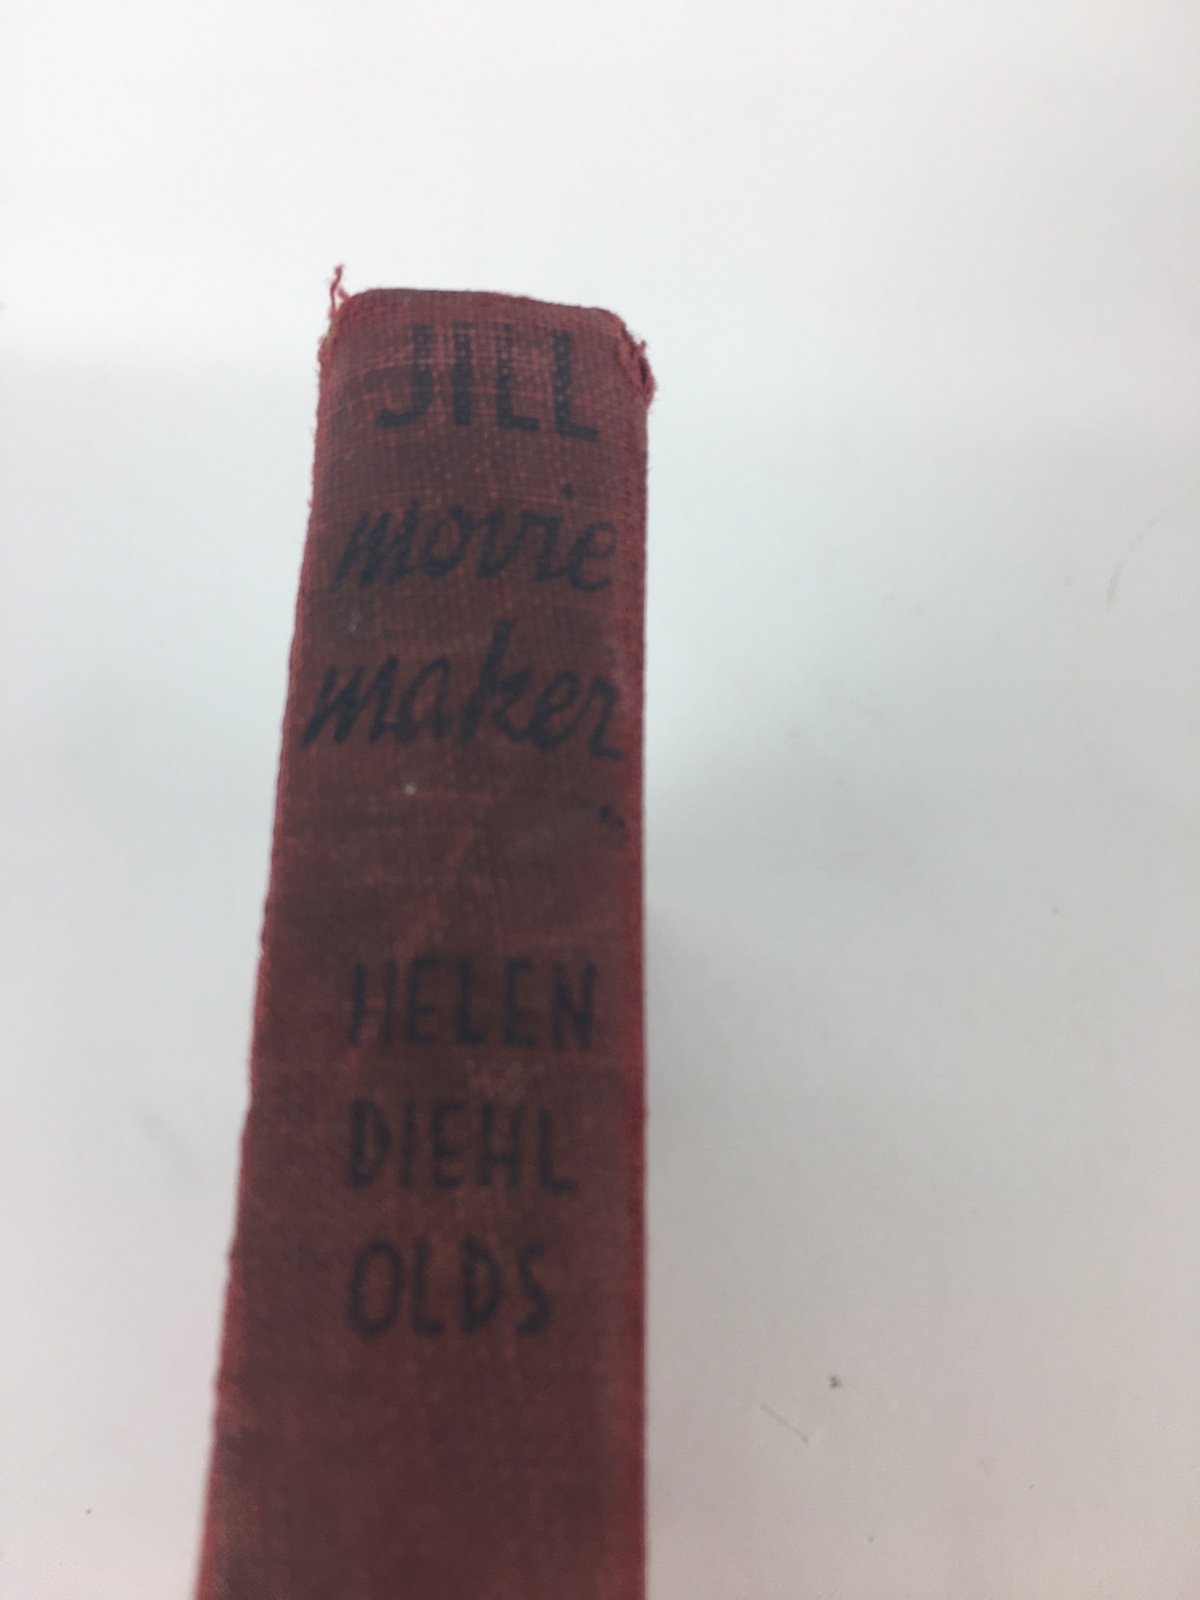 JILL
movie
maker
HELEN
DIEHL
OLDS